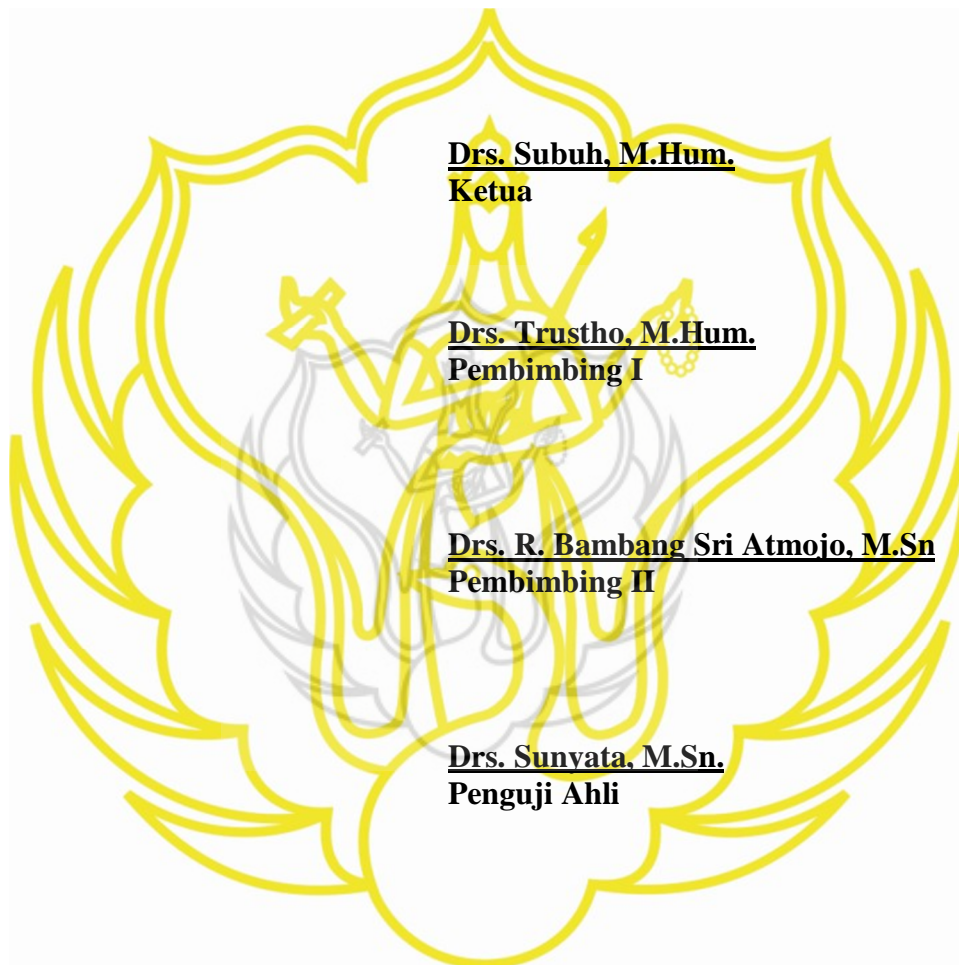 Drs. Subuh, M.Hum.
Ketua
Drs. Trustho, M.Hum.
Pembimbing I
Drs. R. Bambang Sri Atmojo, M.Sn
Pembimbing II
Drs. Sunyata, M.Sn.
Penguji Ahli